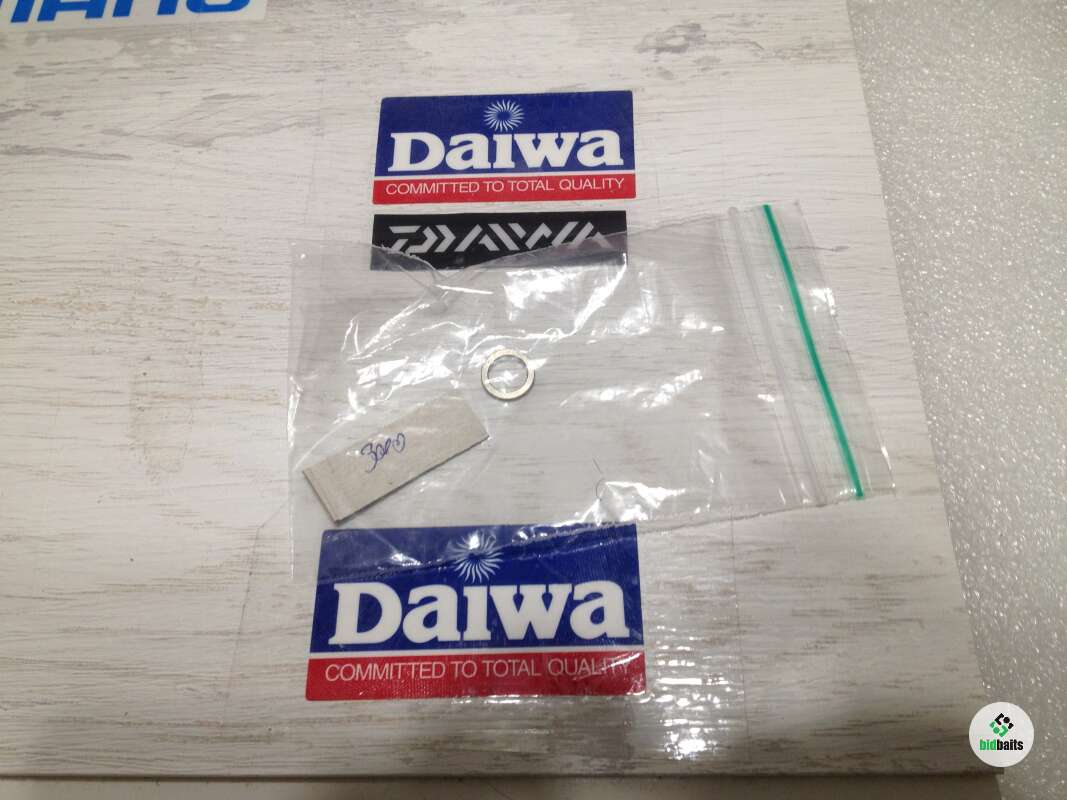 Daiwa
COMMITTED TO TOTAL QUALITY
DAIWA
3000
Daiwa
COMMITTED TO TOTAL QUALITY
bidbaits